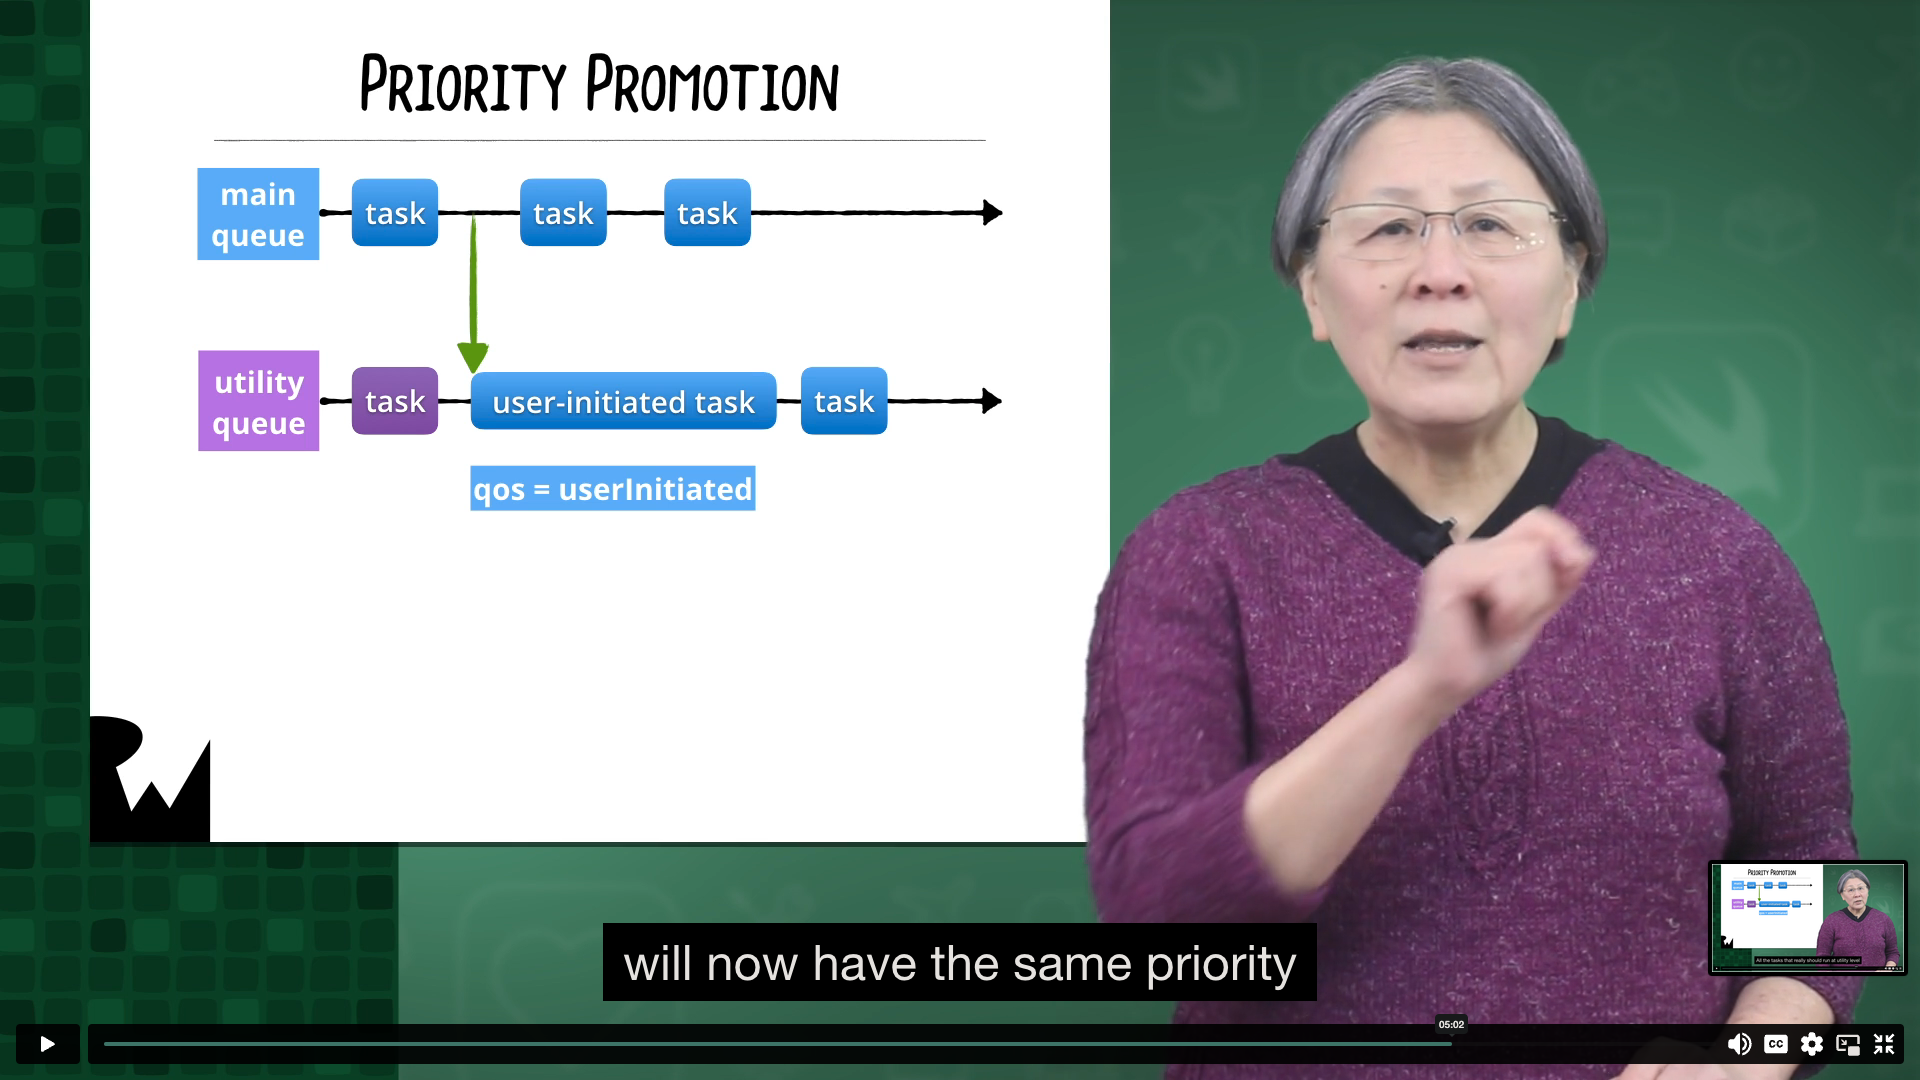 PRIORITY PROMOTION
main
queue
task
task
task
utility
queue
task
user-initiated task
task
qos = userInitiated
RW
will now have the same priority
PRIORITY PROMOTION
All the tasks that really should run at utility level
05:02
CC